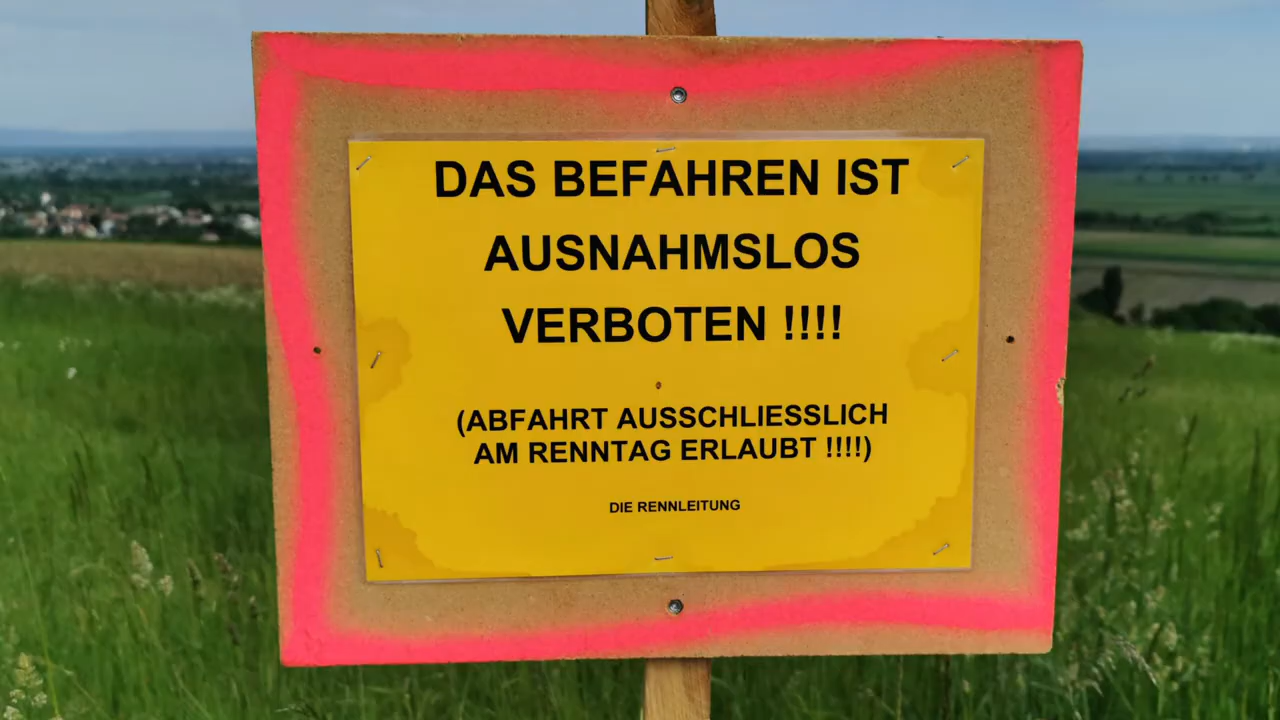 DAS BEFAHREN IST
AUSNAHMSLOS
VERBOTEN !!!!
(ABFAHRT AUSSCHLIESSLICH
AM RENNTAG ERLAUBT !!!!)
DIE RENNLEITUNG